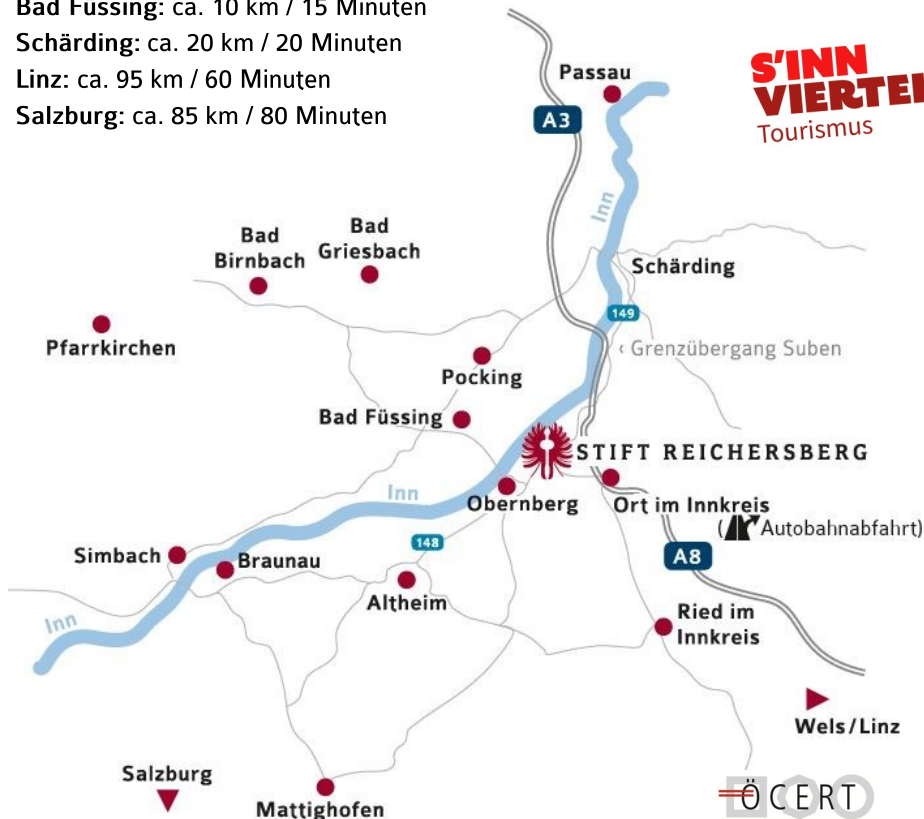 Bad Füssing: ca. 10 km / 15 Minuten
Schärding: ca. 20 km / 20 Minuten
Linz: ca. 95 km / 60 Minuten
Salzburg: ca. 85 km / 80 Minuten
S'INN
VIERTEL
Tourismus
Passau
A3
Inn
Bad
Birnbach
Bad
Griesbach
Schärding
149
Pfarrkirchen
‹ Grenzübergang Suben
Pocking
Bad Füssing
STIFT REICHERSBERG
Inn
Obernberg
Ort im Innkreis
(Autobahnabfahrt)
148
A8
Simbach
Braunau
Altheim
Inn
Ried im
Innkreis
Wels/Linz
Salzburg
Mattighofen
ÖCERT